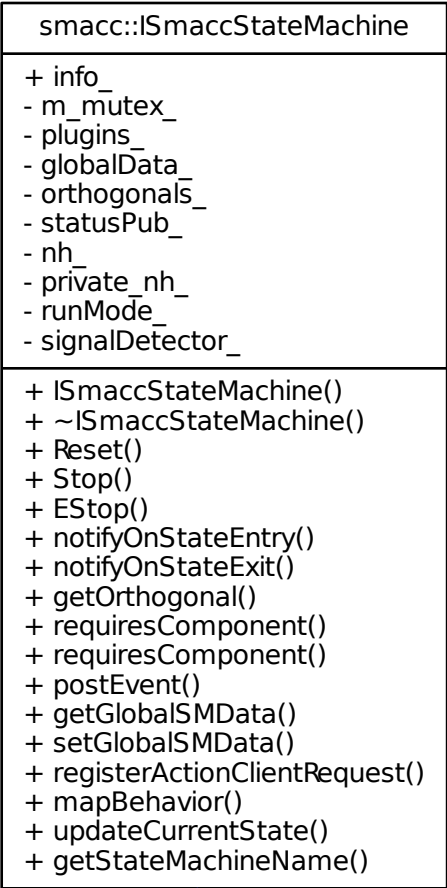 smacc::ISmaccStateMachine
+ info_
- m_mutex_
- plugins_
- globalData_
- orthogonals_
- statusPub_
- nh_
- private_nh_
- runMode_
- signalDetector_
+ ISmaccStateMachine()
+ ~ISmaccStateMachine()
+ Reset()
+ Stop()
+ EStop()
+ notifyOnStateEntry()
+ notifyOnStateExit()
+ getOrthogonal()
+ requiresComponent()
+ requiresComponent()
+ postEvent()
+ getGlobalSMData()
+ setGlobalSMData()
+ registerActionClientRequest()
+ mapBehavior()
+ updateCurrentState()
+ getStateMachineName()